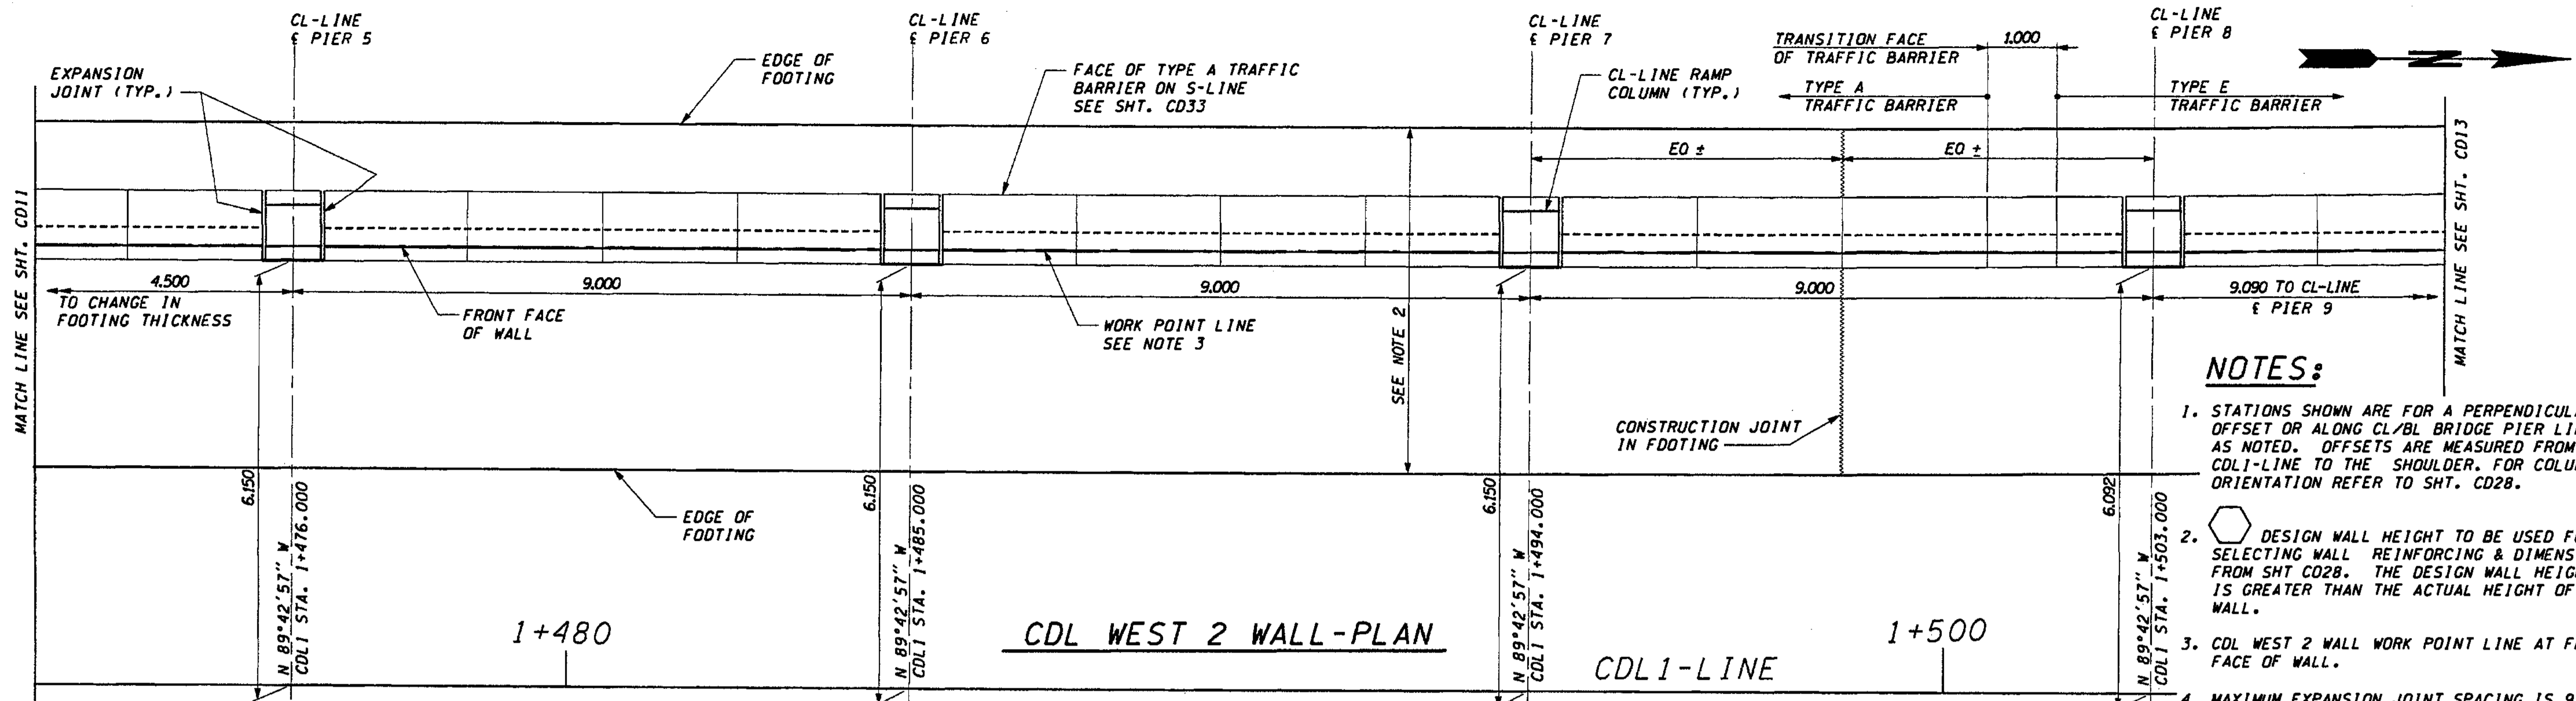 CL-LINE
℄ PIER 5
CL-LINE
℄ PIER 6
CL-LINE
℄ PIER 7
CL-LINE
℄ PIER 8
EXPANSION
JOINT (TYP.)
EDGE OF
FOOTING
FACE OF TYPE A TRAFFIC
BARRIER ON S-LINE
SEE SHT. CD33
CL-LINE RAMP
COLUMN (TYP.)
TRANSITION FACE
OF TRAFFIC BARRIER
1.000
TYPE A
TRAFFIC BARRIER
TYPE E
TRAFFIC BARRIER
N
EQ ±
EQ ±
MATCH LINE SEE SHT. CD11
MATCH LINE SEE SHT. CD13
4.500
TO CHANGE IN
FOOTING THICKNESS
9.000
9.000
9.000
9.090 TO CL-LINE
℄ PIER 9
FRONT FACE
OF WALL
WORK POINT LINE
SEE NOTE 3
SEE NOTE 2
CONSTRUCTION JOINT
IN FOOTING
EDGE OF
FOOTING
6.150
N 89°42'57" W
CDL1 STA. 1+476.000
6.150
N 89°42'57" W
CDL1 STA. 1+485.000
6.150
N 89°42'57" W
CDL1 STA. 1+494.000
6.092
N 89°42'57" W
CDL1 STA. 1+503.000
1+480
CDL WEST 2 WALL-PLAN
CDL1-LINE
1+500
NOTES:
1. STATIONS SHOWN ARE FOR A
OFFSET OR ALONG CL/BL BRIDGE PIER
AS NOTED. OFFSETS ARE MEASURED FROM
CDL1-LINE TO THE SHOULDER. FOR
ORIENTATION REFER TO SHT. CD28.
2. DESIGN WALL HEIGHT TO BE USED
SELECTING WALL REINFORCING &
FROM SHT CD28. THE DESIGN WALL
IS GREATER THAN THE ACTUAL HEIGHT OF
WALL.
3. CDL WEST 2 WALL WORK POINT LINE AT
FACE OF WALL.
4. MAXIMUM EXPANSION JOINT SPACING IS